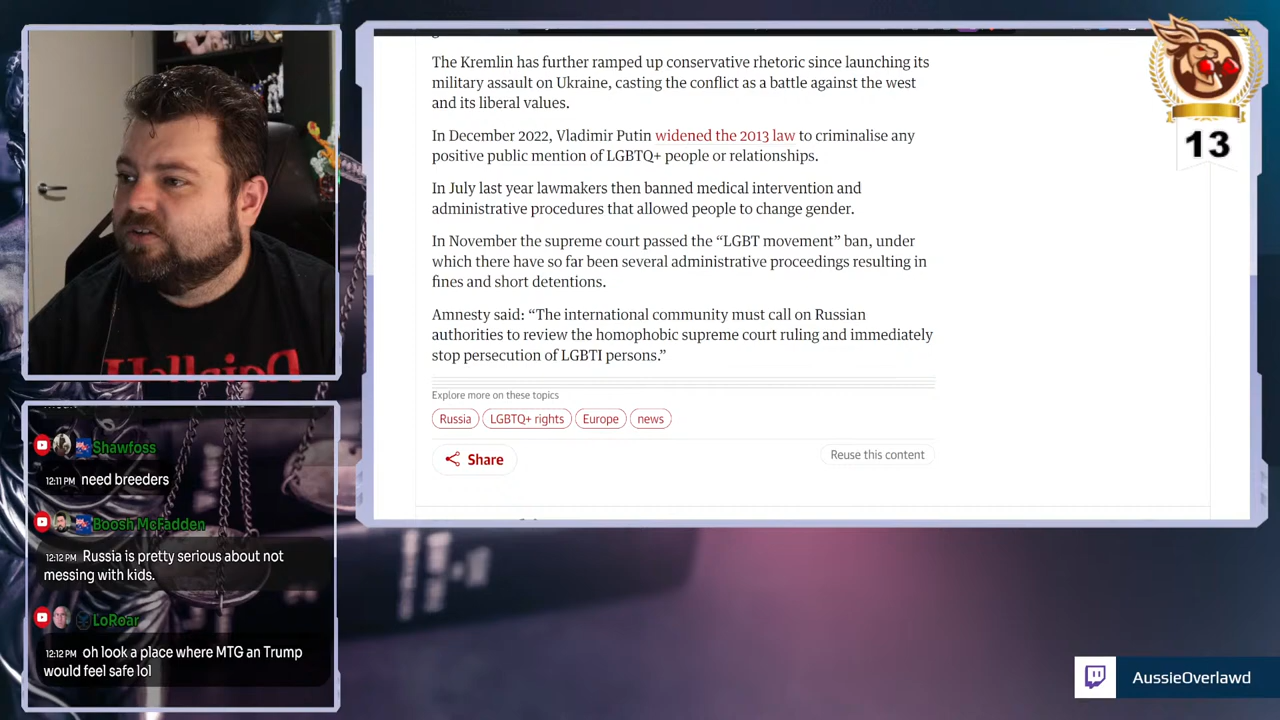 The Kremlin has further ramped up conservative rhetoric since launching its
military assault on Ukraine, casting the conflict as a battle against the west
and its liberal values.
In December 2022, Vladimir Putin widened the 2013 law to criminalise any
positive public mention of LGBTQ+ people or relationships.
In July last year lawmakers then banned medical intervention and
administrative procedures that allowed people to change gender.
In November the supreme court passed the “LGBT movement” ban, under
which there have so far been several administrative proceedings resulting in
fines and short detentions.
Amnesty said: “The international community must call on Russian
authorities to review the homophobic supreme court ruling and immediately
stop persecution of LGBTI persons.”
Explore more on these topics
Russia
LGBTQ+ rights
Europe
news
Share
Reuse this content
13
Shawfoss
12:11 PM need breeders
Boosh McFadden
12:12 PM Russia is pretty serious about not
messing with kids.
LoRoar
12:12 PM oh look a place where MTG an Trump
would feel safe lol
AussieOverlawd